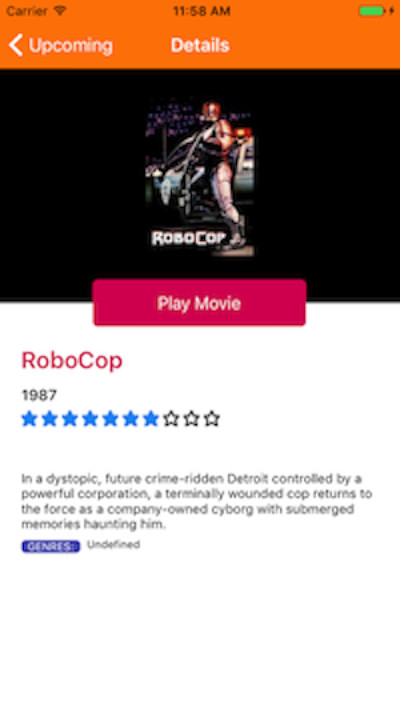 Carrier 11:58 AM
Upcoming Details
ROBOCOP
Play Movie
RoboCop
1987
In a dystopic, future crime-ridden Detroit controlled by a
powerful corporation, a terminally wounded cop returns to
the force as a company-owned cyborg with submerged
memories haunting him.
GENRES: Undefined